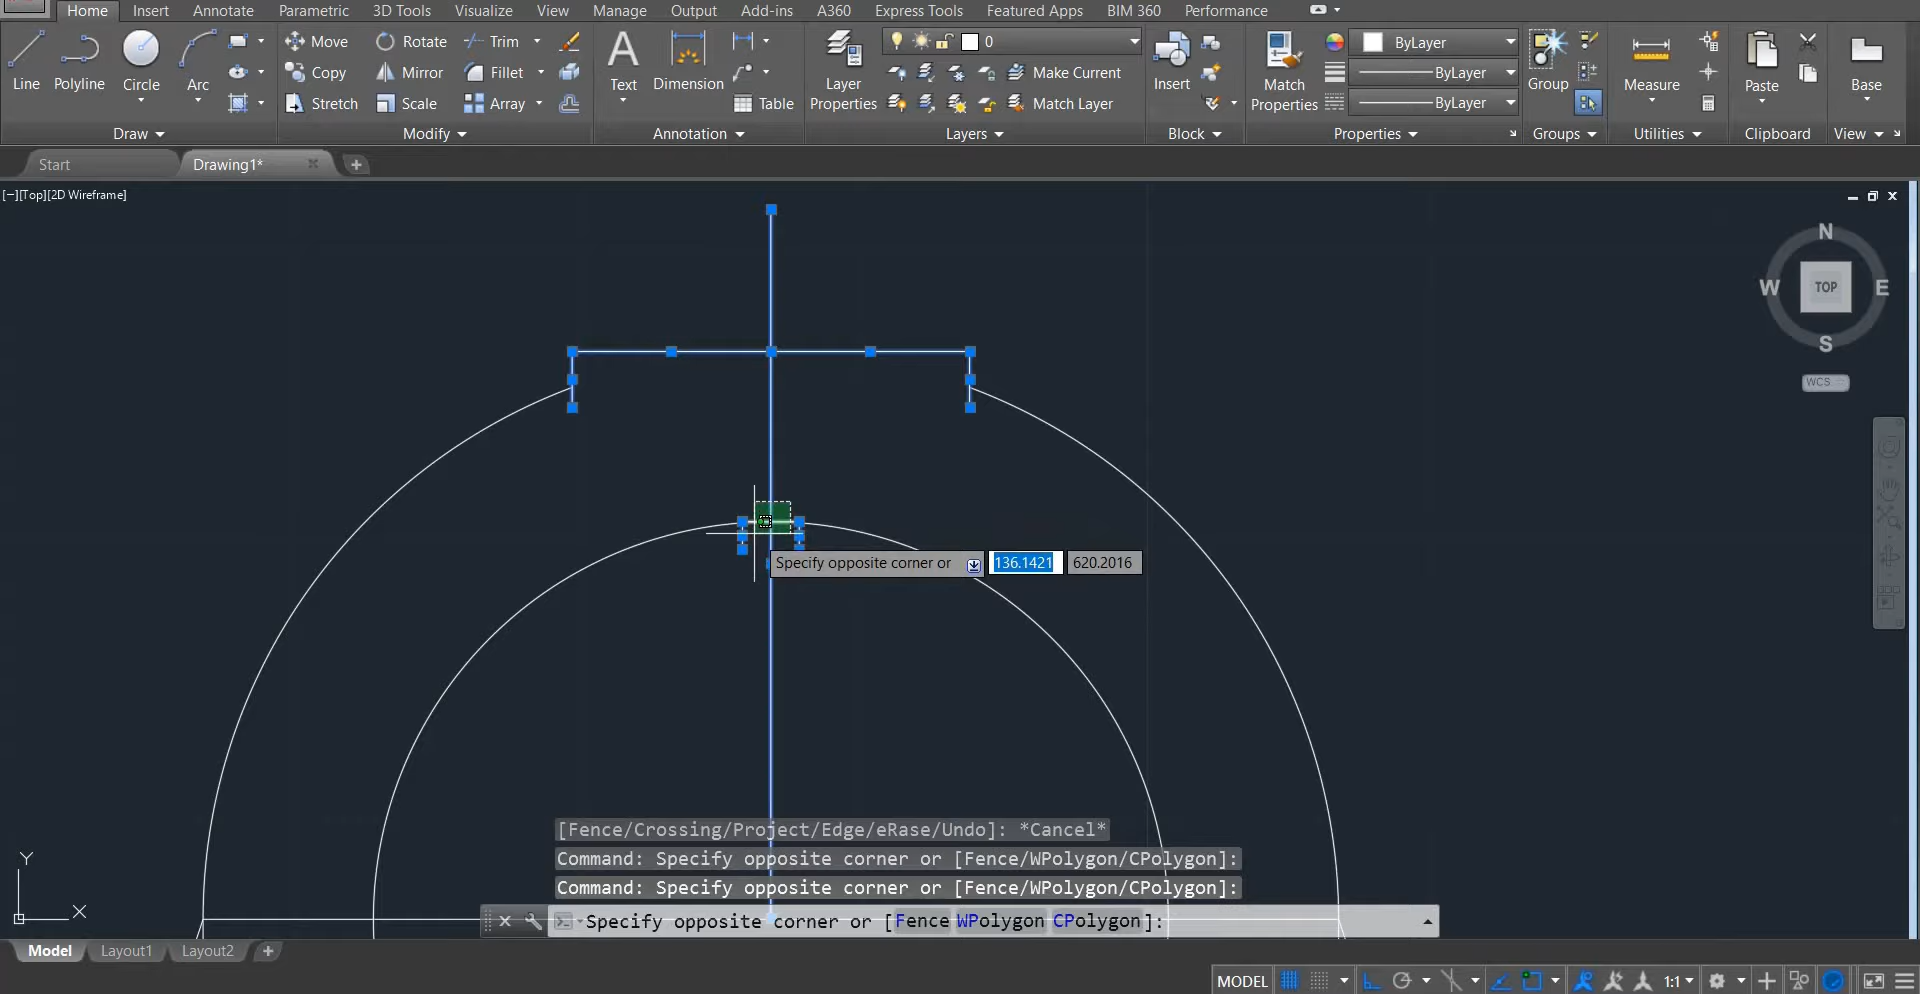 Home Insert Annotate Parametric 3D Tools Visualize View Manage Output Add-ins A360 Express Tools Featured Apps BIM 360 Performance
Line Polyline Circle Arc
Move Rotate Trim
Copy Mirror Fillet
Stretch Scale Array
Text Dimension Table
Layer Properties
0
Make Current
Match Layer
Insert
Match Properties
ByLayer
ByLayer
ByLayer
Group
Measure
Paste
Base
Draw Modify Annotation Layers Block Properties Groups Utilities Clipboard View
Start Drawing1*
[−][Top][2D Wireframe]
N
W TOP E
S
WCS
Specify opposite corner or 136.1421 620.2016
[Fence/Crossing/Project/Edge/eRase/Undo]: *Cancel*
Command: Specify opposite corner or [Fence/WPolygon/CPolygon]:
Command: Specify opposite corner or [Fence/WPolygon/CPolygon]:
Specify opposite corner or [Fence WPolygon CPolygon]:
Y
X
Model Layout1 Layout2
MODEL 1:1